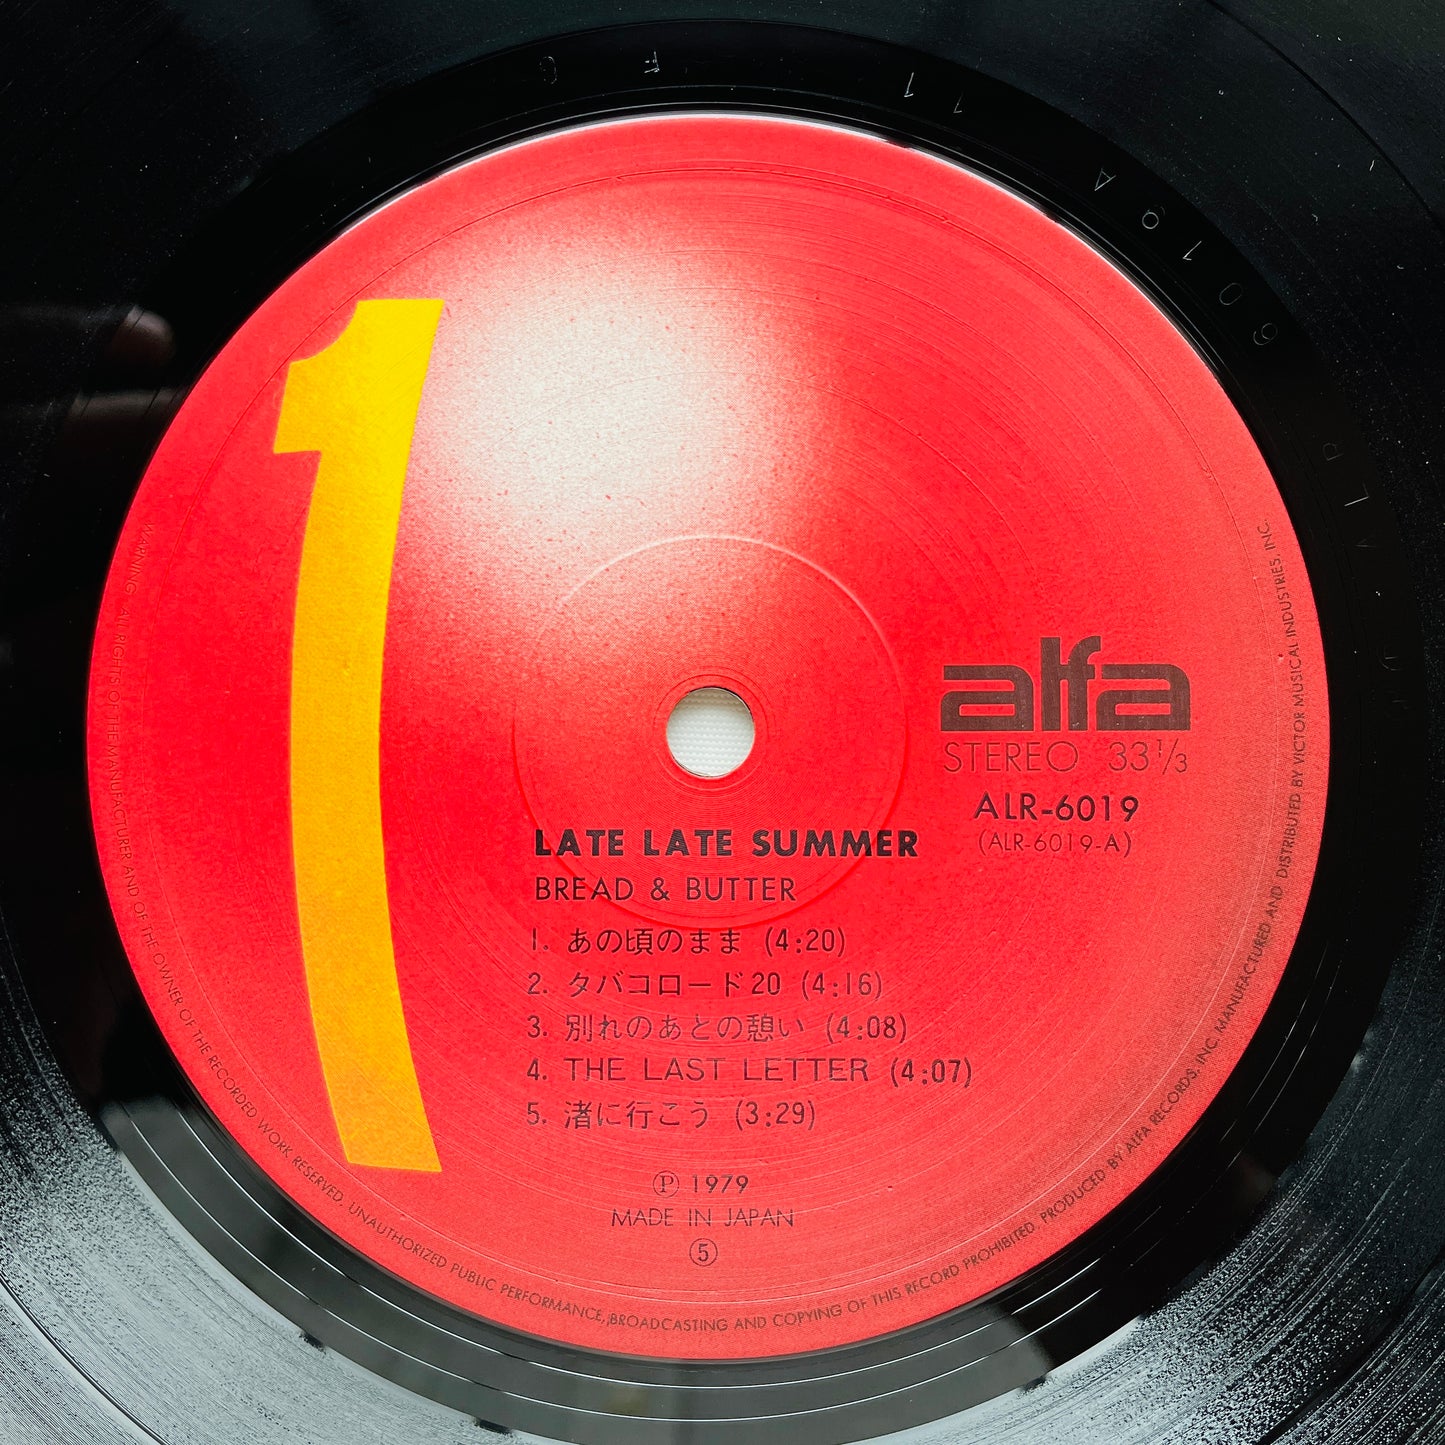 1
alfa
STEREO 33 1/3
ALR-6019
(ALR-6019-A)
LATE LATE SUMMER
BREAD & BUTTER
1. あの頃のまま (4:20)
2. タバコロード20 (4:16)
3. 別れのあとの憩い (4:08)
4. THE LAST LETTER (4:07)
5. 渚に行こう (3:29)
Ⓟ 1979
MADE IN JAPAN
⑤
WARNING: All RIGHTS OF THE MANUFACTURER AND OF THE OWNER OF THE RECORDED WORK RESERVED. UNAUTHORIZED PUBLIC PERFORMANCE, BROADCASTING AND COPYING OF THIS RECORD PROHIBITED. PRODUCED BY AlfA RECORDS, INC. MANUFACTURED AND DISTRIBUTED BY VICTOR MUSICAL INDUSTRIES, INC.
A L R 6019A 11